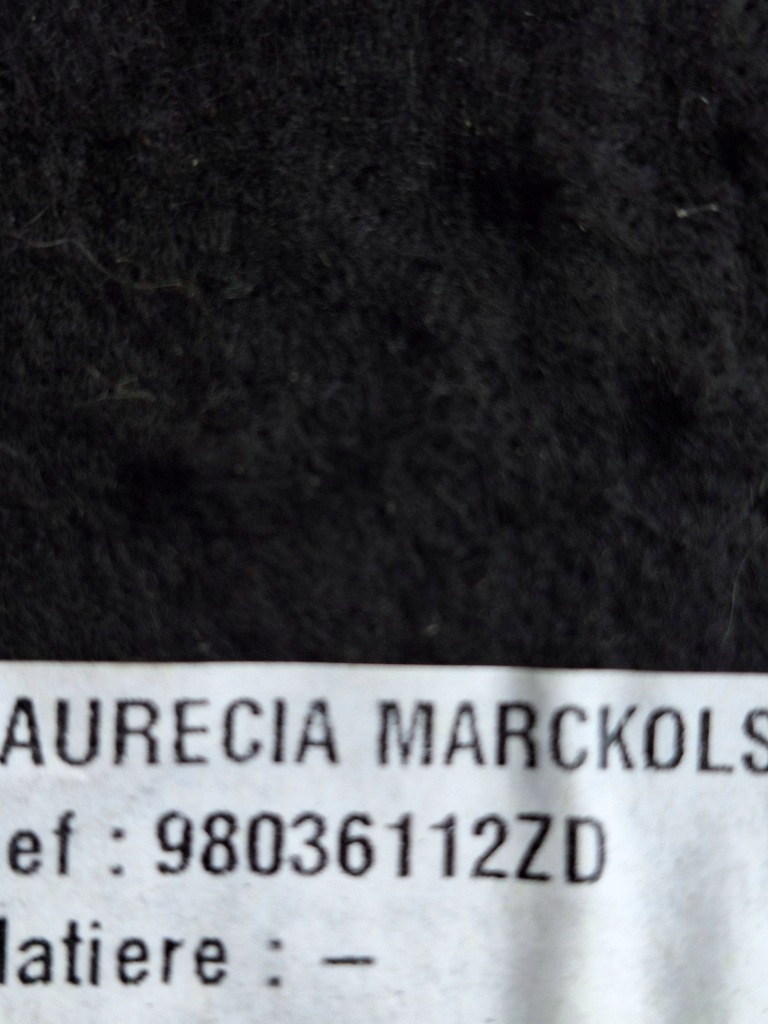 AURECIA MARCKOLS
ef : 98036112ZD
latiere : –